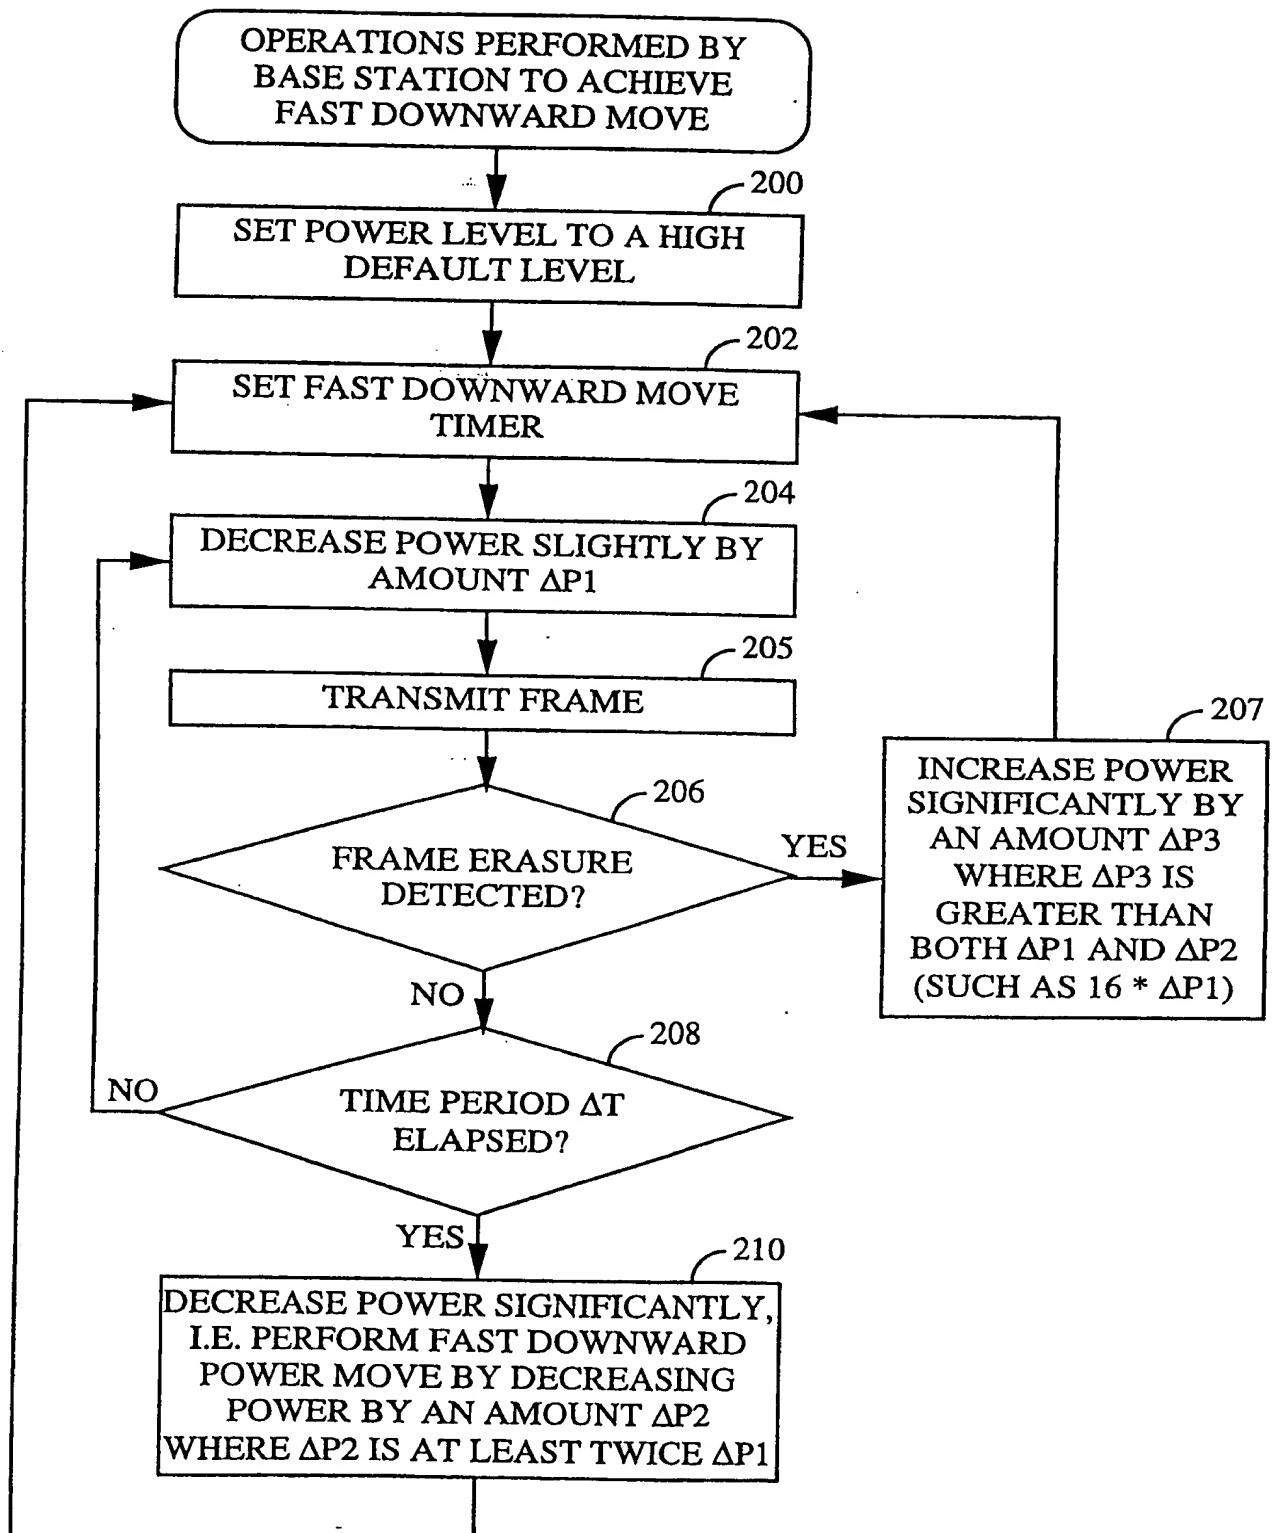 OPERATIONS PERFORMED BY
BASE STATION TO ACHIEVE
FAST DOWNWARD MOVE
200
SET POWER LEVEL TO A HIGH
DEFAULT LEVEL
202
SET FAST DOWNWARD MOVE
TIMER
204
DECREASE POWER SLIGHTLY BY
AMOUNT ΔP1
205
TRANSMIT FRAME
206
FRAME ERASURE
DETECTED?
YES
207
INCREASE POWER
SIGNIFICANTLY BY
AN AMOUNT ΔP3
WHERE ΔP3 IS
GREATER THAN
BOTH ΔP1 AND ΔP2
(SUCH AS 16 * ΔP1)
NO
208
TIME PERIOD ΔT
ELAPSED?
NO
YES
210
DECREASE POWER SIGNIFICANTLY,
I.E. PERFORM FAST DOWNWARD
POWER MOVE BY DECREASING
POWER BY AN AMOUNT ΔP2
WHERE ΔP2 IS AT LEAST TWICE ΔP1